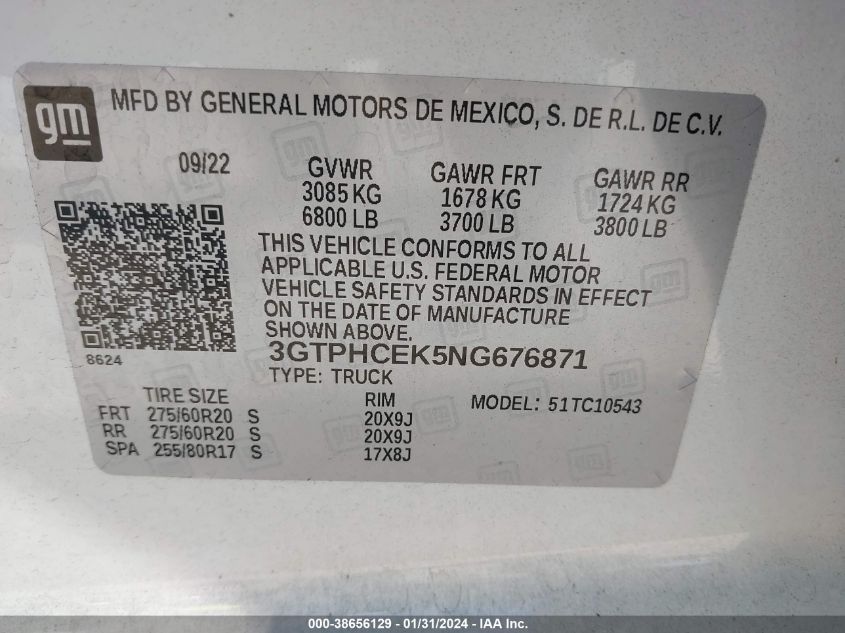 gm
MFD BY GENERAL MOTORS DE MEXICO, S. DE R.L. DE C.V.
09/22
GVWR GAWR FRT GAWR RR
3085 KG 1678 KG 1724 KG
6800 LB 3700 LB 3800 LB
THIS VEHICLE CONFORMS TO ALL
APPLICABLE U.S. FEDERAL MOTOR
VEHICLE SAFETY STANDARDS IN EFFECT
ON THE DATE OF MANUFACTURE
SHOWN ABOVE.
8624
3GTPHCEK5NG676871
TYPE: TRUCK
TIRE SIZE RIM MODEL: 51TC10543
FRT 275/60R20 S 20X9J
RR 275/60R20 S 20X9J
SPA 255/80R17 S 17X8J
000-38656129 - 01/31/2024 - IAA Inc.